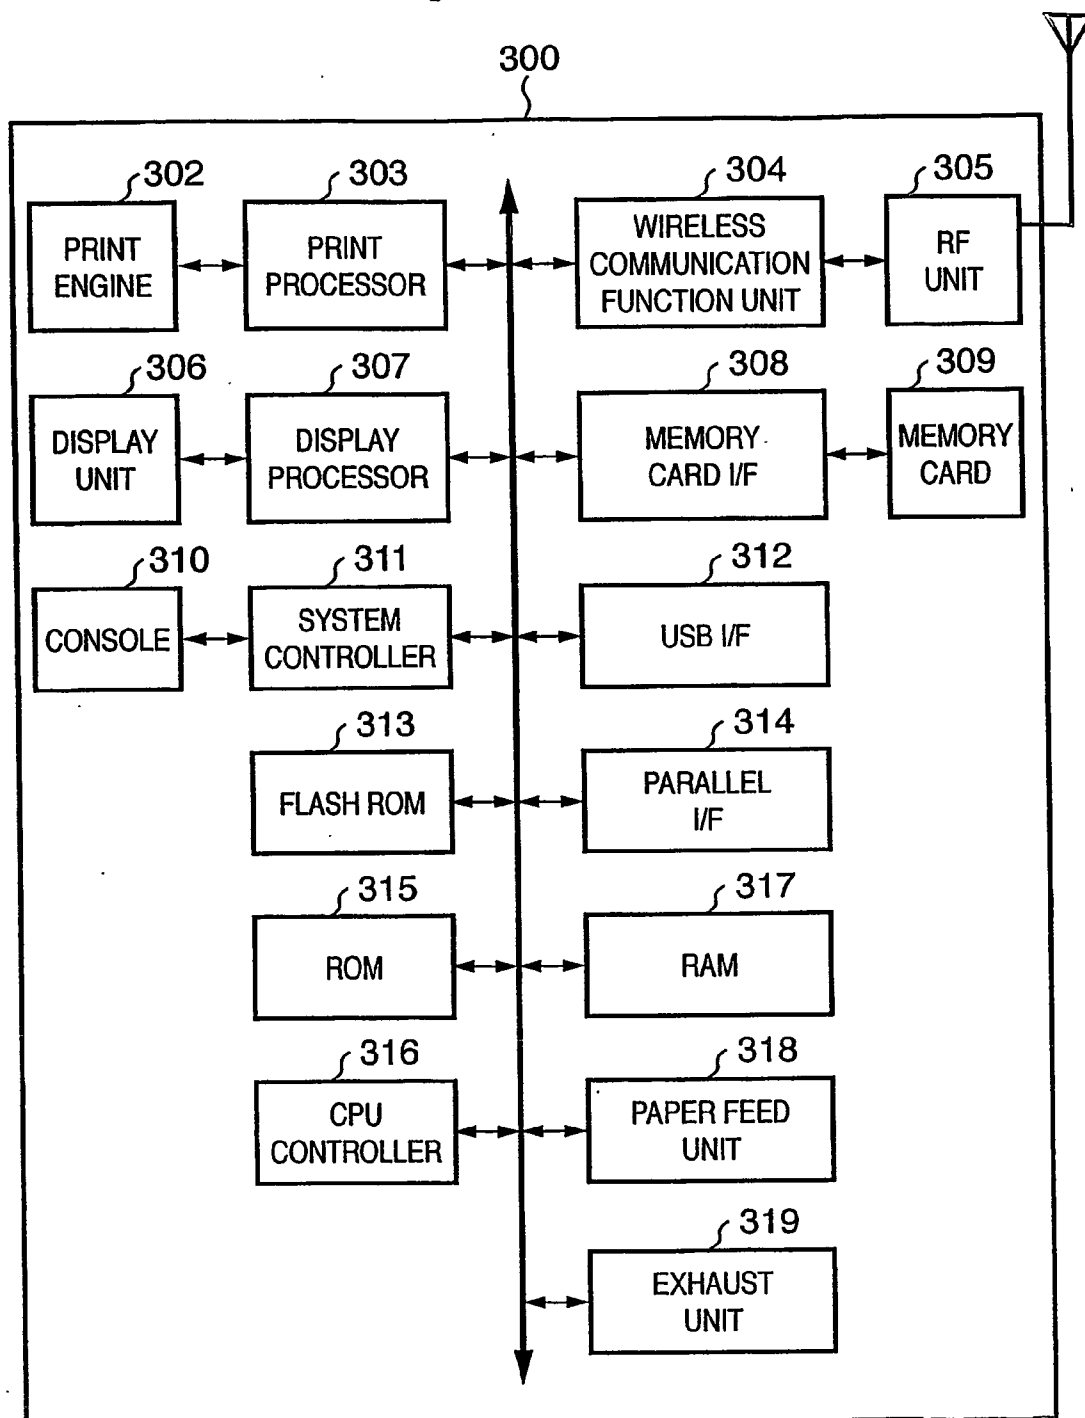 300
302
303
304
305
PRINT
ENGINE
PRINT
PROCESSOR
WIRELESS
COMMUNICATION
FUNCTION UNIT
RF
UNIT
306
307
308
309
DISPLAY
UNIT
DISPLAY
PROCESSOR
MEMORY
CARD I/F
MEMORY
CARD
310
311
312
CONSOLE
SYSTEM
CONTROLLER
USB I/F
313
314
FLASH ROM
PARALLEL
I/F
315
317
ROM
RAM
316
318
CPU
CONTROLLER
PAPER FEED
UNIT
319
EXHAUST
UNIT